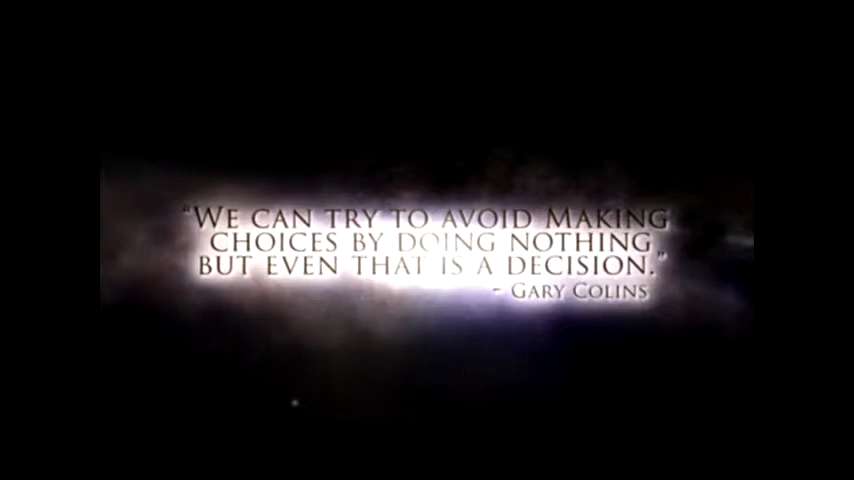 “WE CAN TRY TO AVOID MAKING
CHOICES BY DOING NOTHING,
BUT EVEN THAT IS A DECISION.”
- GARY COLINS